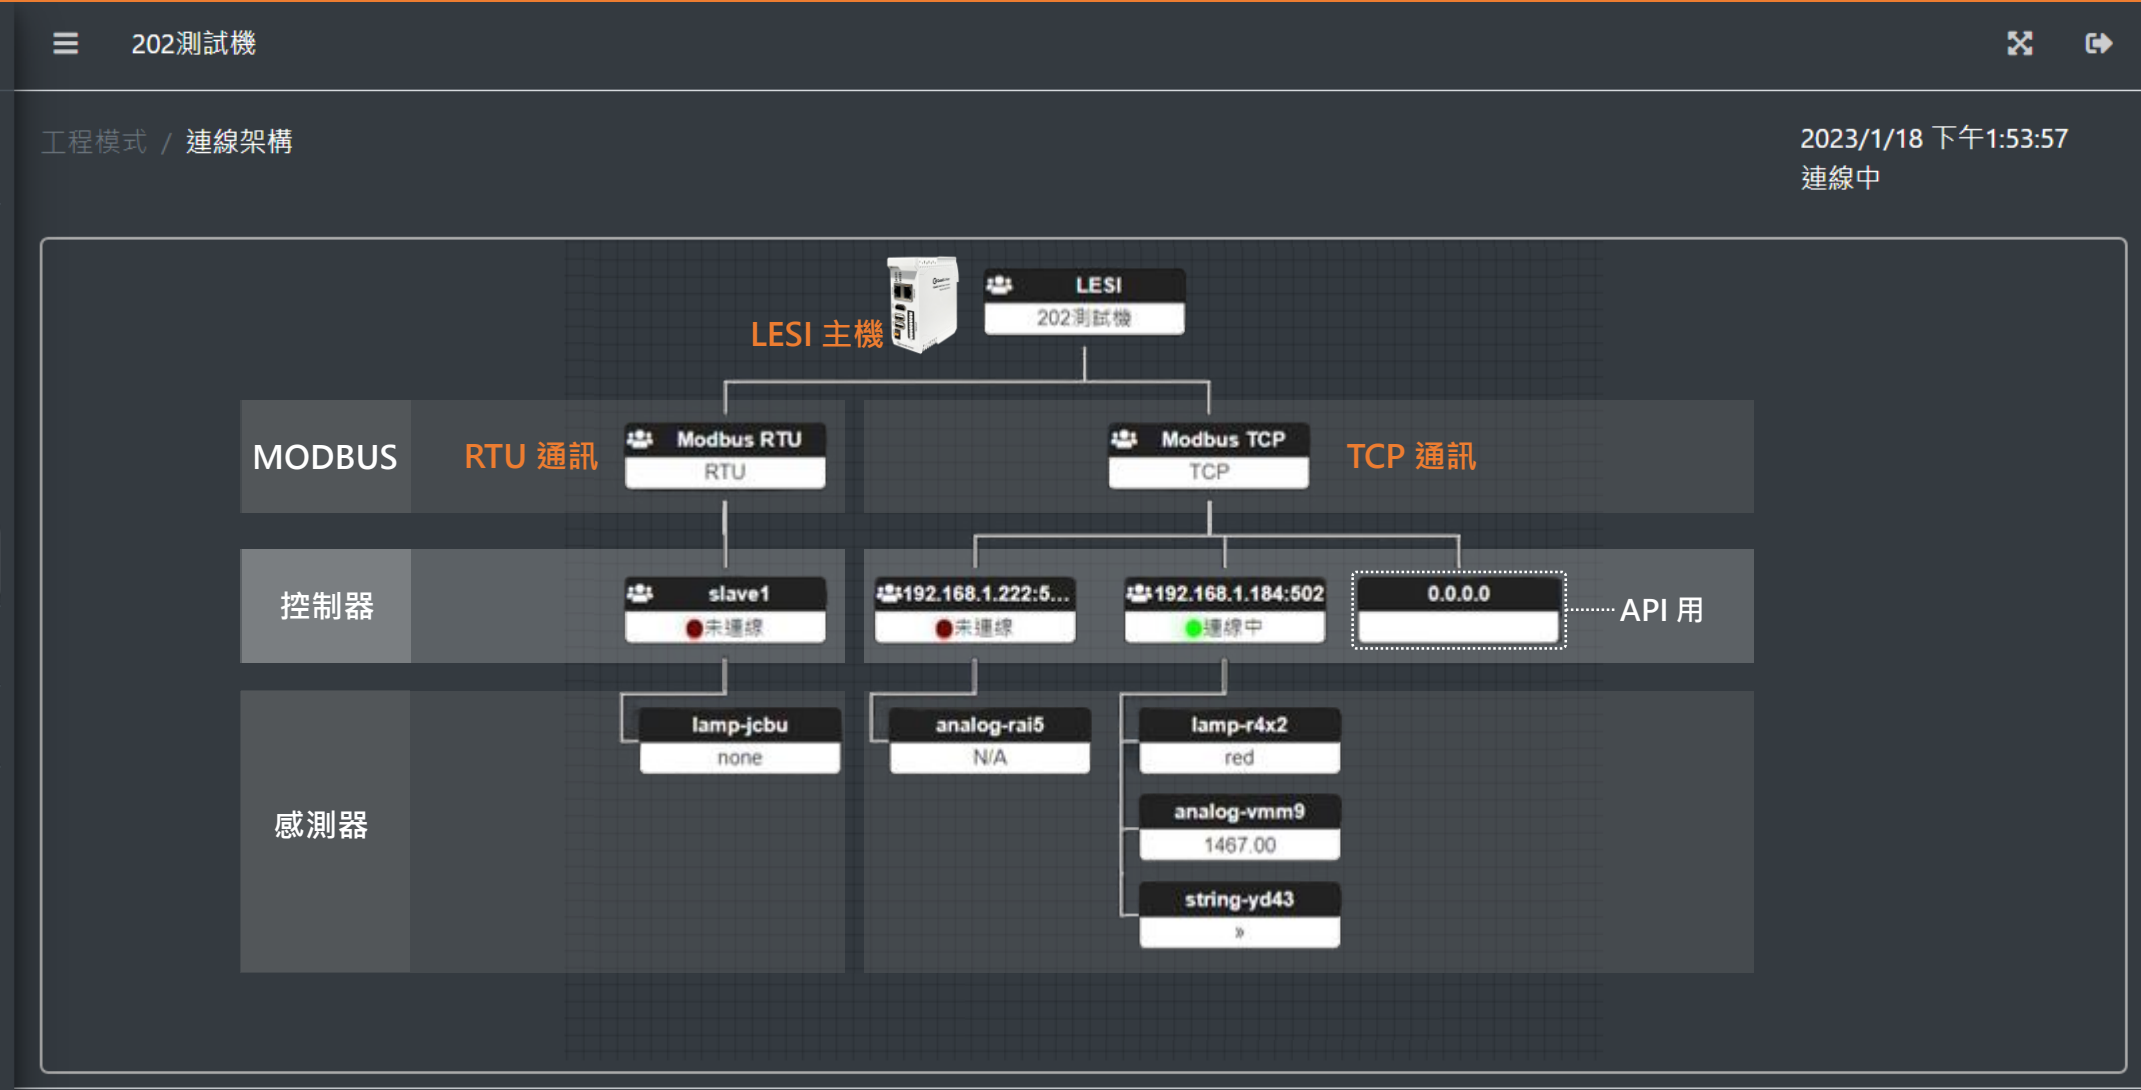 202測試機
工程模式 / 連線架構
2023/1/18 下午1:53:57
連線中
LESI 主機
LESI
202測試機
MODBUS
RTU 通訊
Modbus RTU
RTU
Modbus TCP
TCP
TCP 通訊
控制器
slave1
未連線
192.168.1.222:5...
未連線
192.168.1.184:502
連線中
0.0.0.0
API 用
感測器
lamp-jcbu
none
analog-rai5
N/A
lamp-r4x2
red
analog-vmm9
1467.00
string-yd43
»